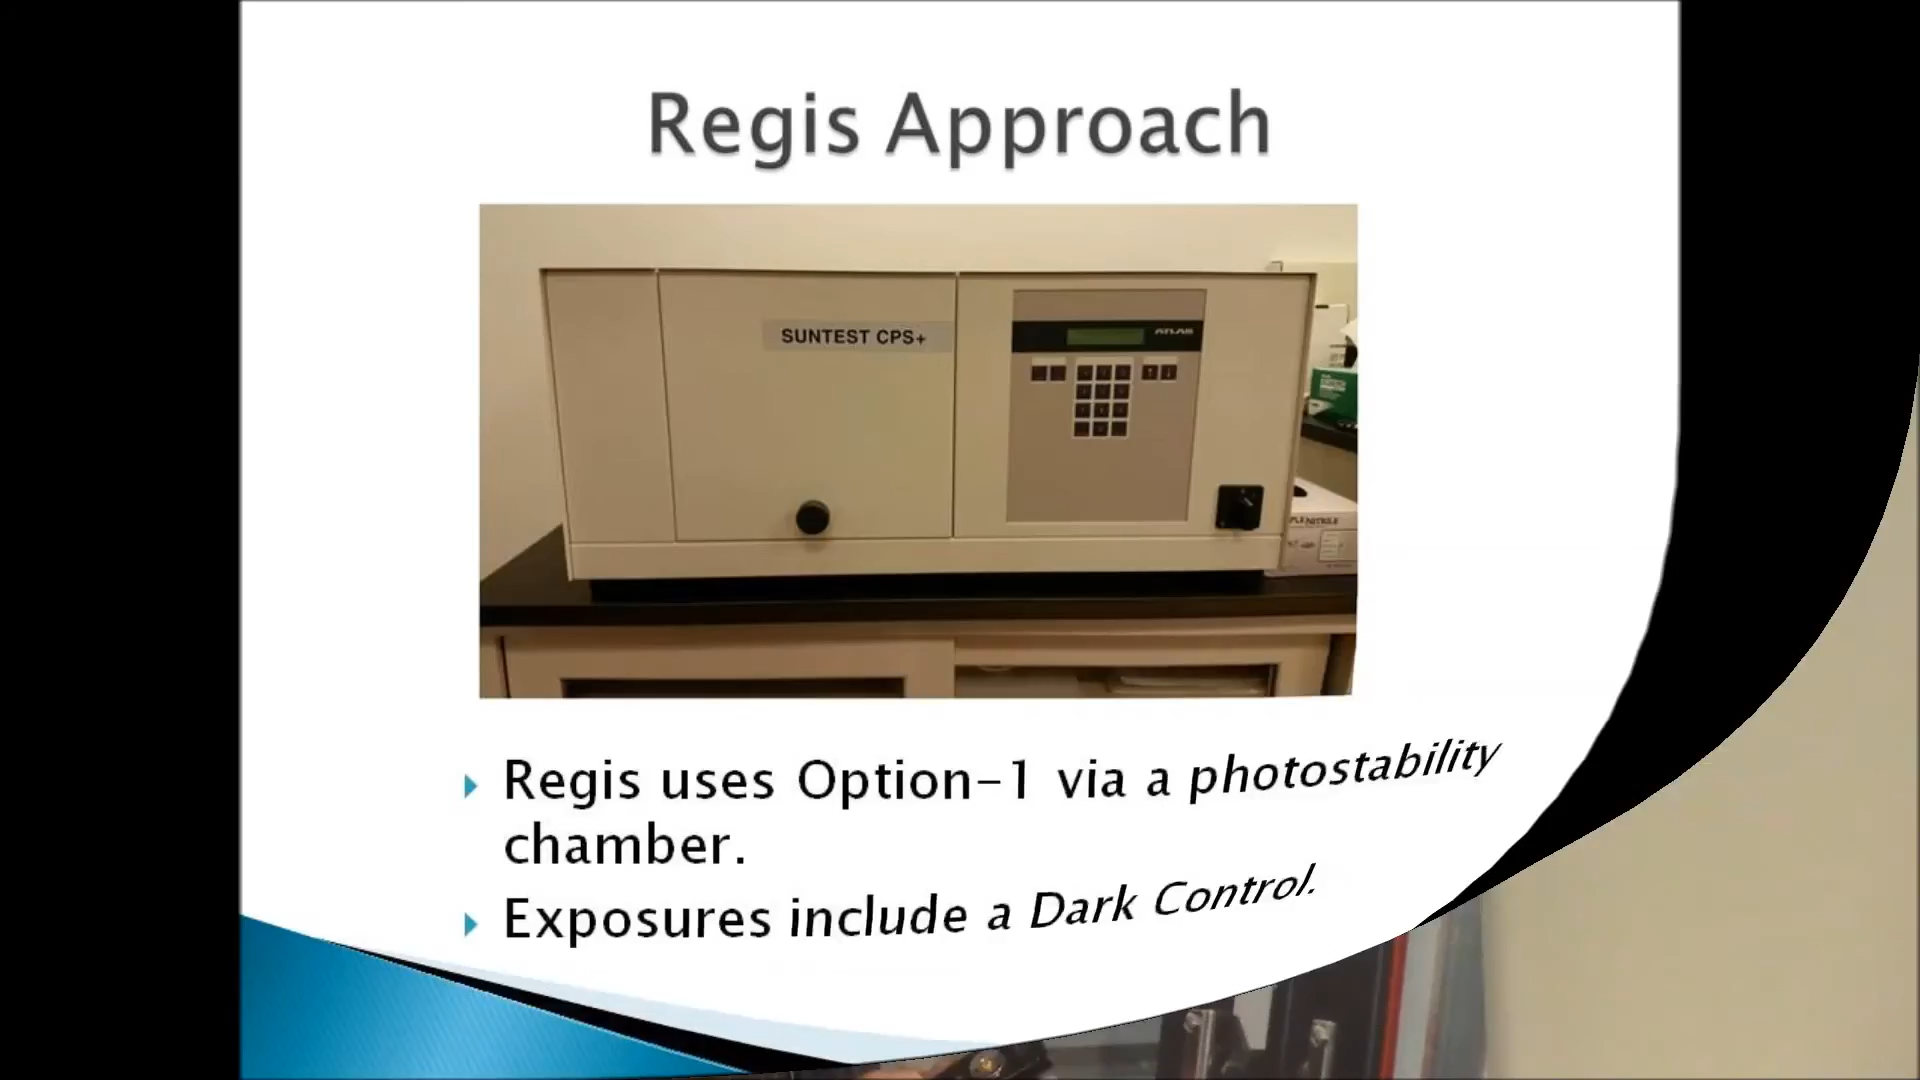 Regis Approach
SUNTEST CPS+
ATLAS
Regis uses Option-1 via a photostability
chamber.
Exposures include a Dark Control.